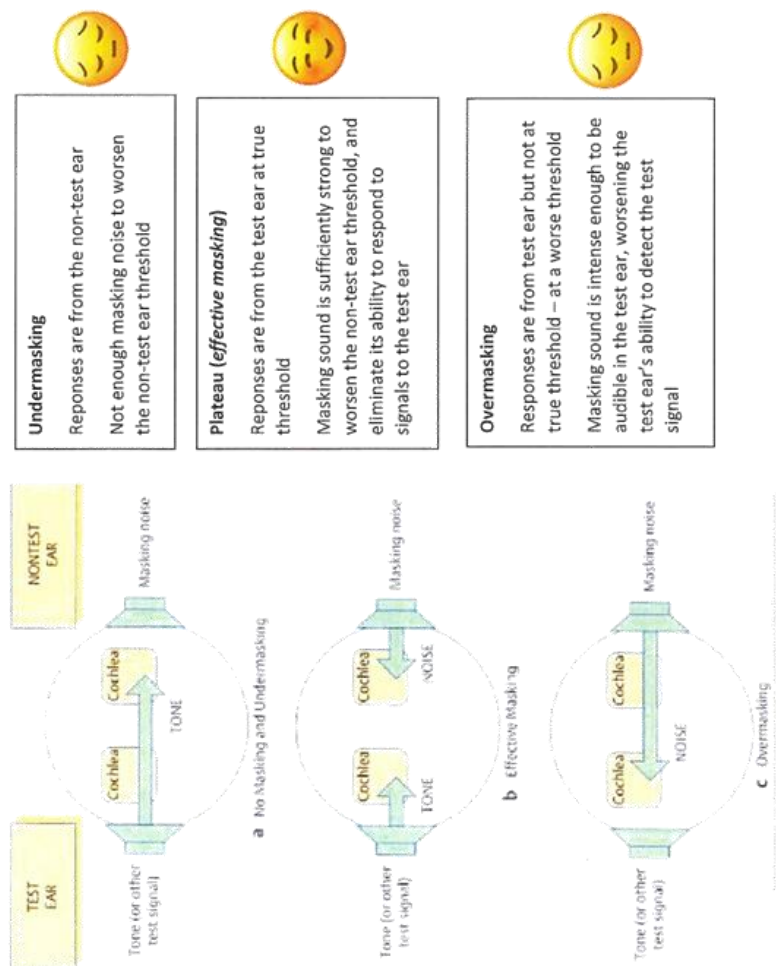 TEST
EAR
NONTEST
EAR
Tone (or other
test signal)
Cochlea
Cochlea
TONE
Masking noise
a No Masking and Undermasking
Undermasking
Reponses are from the non-test ear
Not enough masking noise to worsen
the non-test ear threshold
Tone (or other
test signal)
Cochlea
Cochlea
TONE
NOISE
Masking noise
b Effective Masking
Plateau (effective masking)
Reponses are from the test ear at true
threshold
Masking sound is sufficiently strong to
worsen the non-test ear threshold, and
eliminate its ability to respond to
signals to the test ear
Tone (or other
test signal)
Cochlea
Cochlea
NOISE
Masking noise
c Overmasking
Overmasking
Responses are from test ear but not at
true threshold – at a worse threshold
Masking sound is intense enough to be
audible in the test ear, worsening the
test ear's ability to detect the test
signal